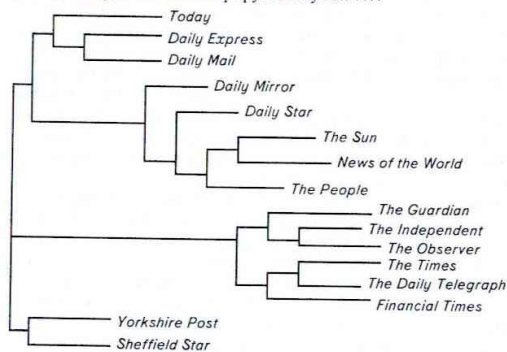 Today
Daily Express
Daily Mail
Daily Mirror
Daily Star
The Sun
News of the World
The People
The Guardian
The Independent
The Observer
The Times
The Daily Telegraph
Financial Times
Yorkshire Post
Sheffield Star